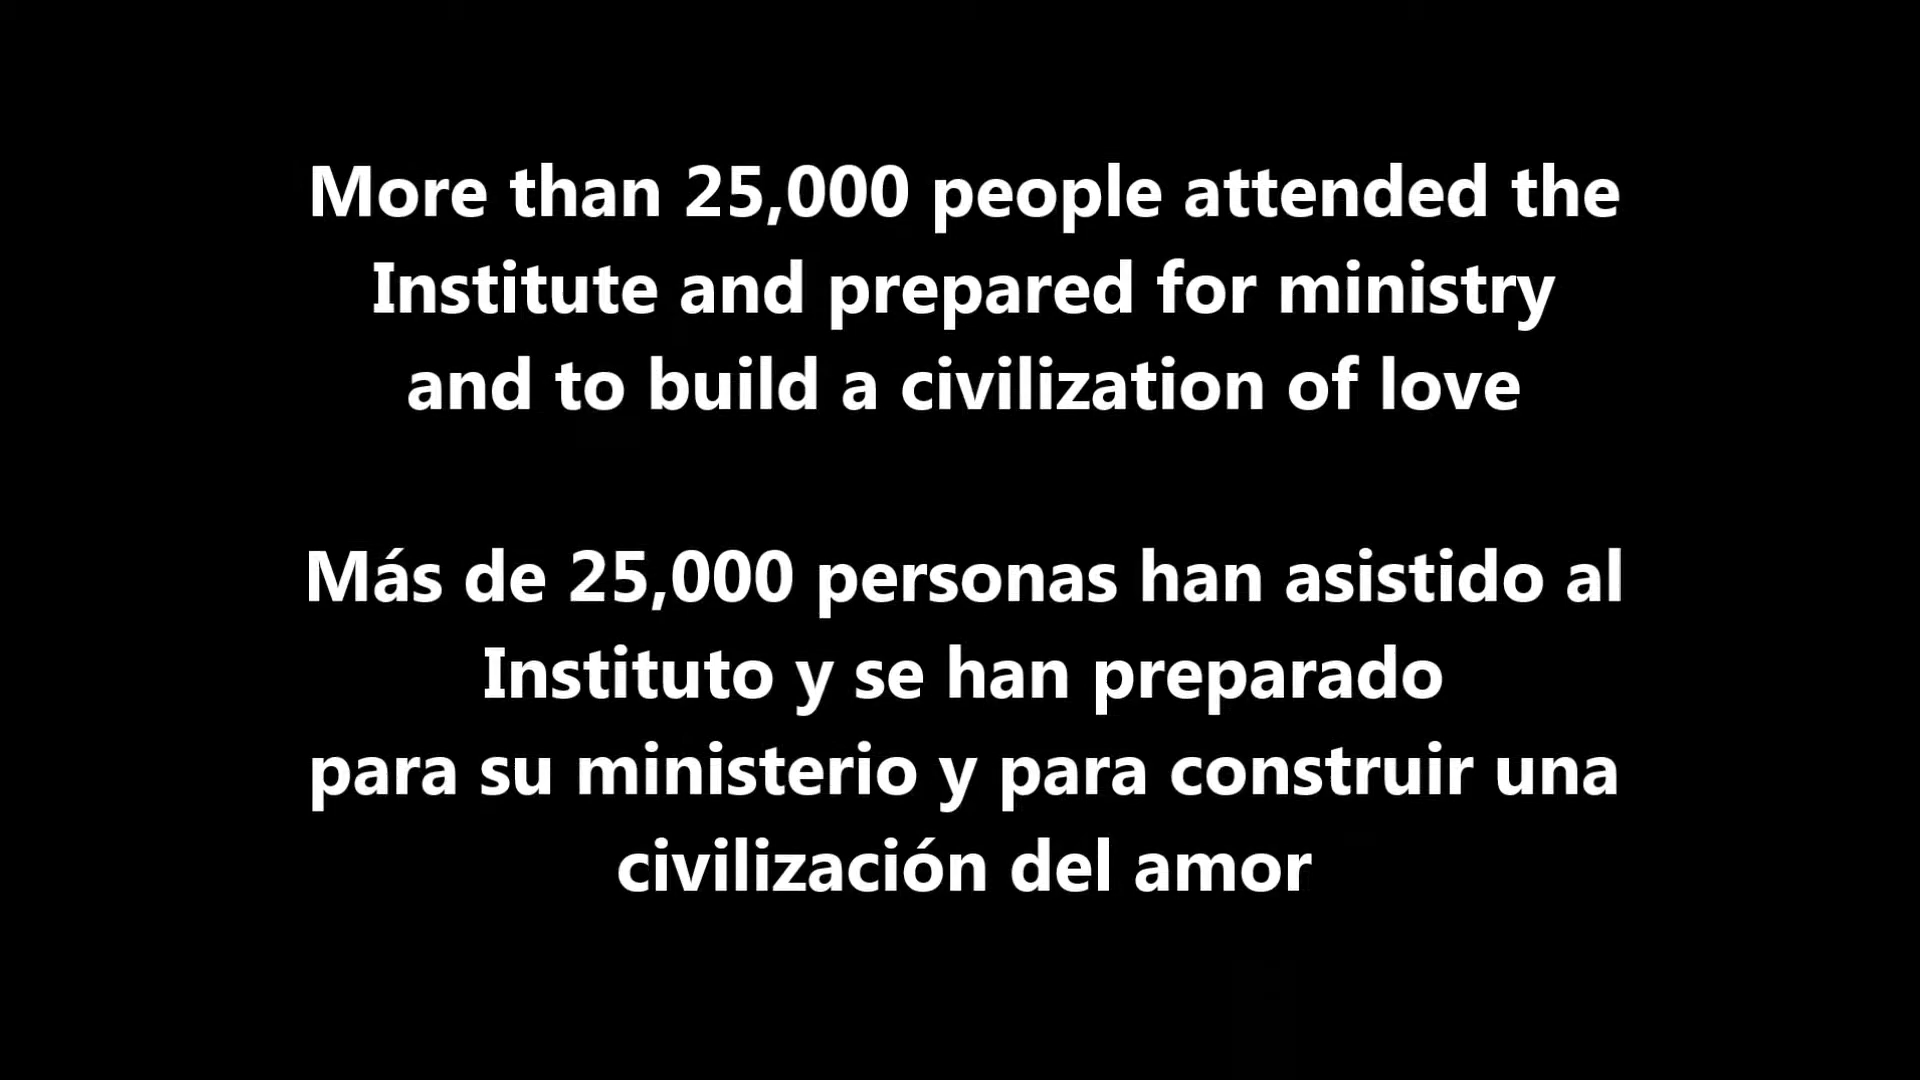 More than 25,000 people attended the
Institute and prepared for ministry
and to build a civilization of love
Más de 25,000 personas han asistido al
Instituto y se han preparado
para su ministerio y para construir una
civilización del amor